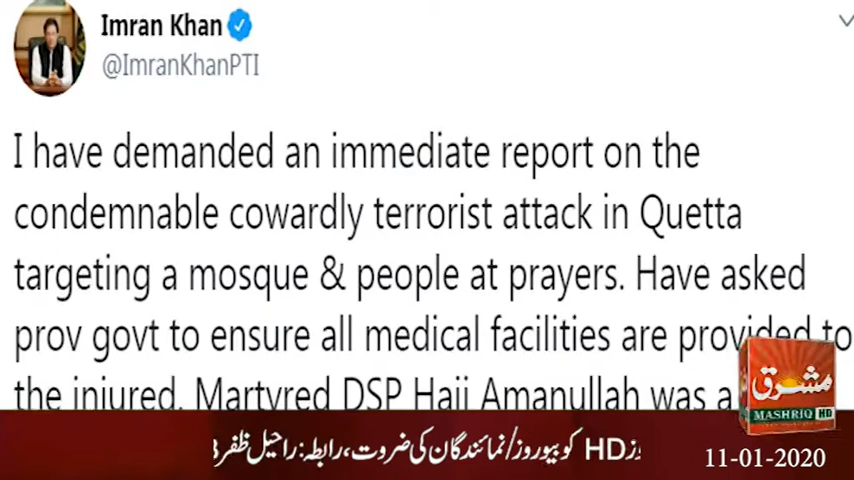 Imran Khan
@ImranKhanPTI
I have demanded an immediate report on the
condemnable cowardly terrorist attack in Quetta
targeting a mosque & people at prayers. Have asked
prov govt to ensure all medical facilities are provided to
the injured. Martyred DSP Haji Amanullah was a
مشرق
MASHRIQ HD
HD کو بیوروز/نمائندگان کی ضرورت، رابطہ: راحیل ظفر
11-01-2020